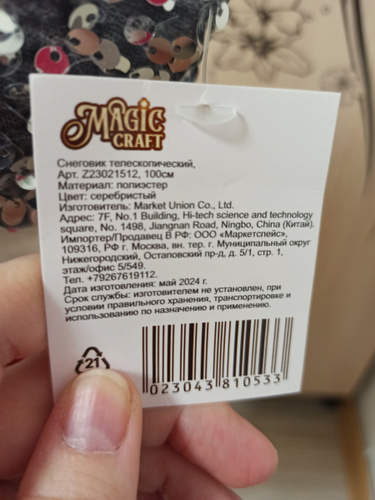 MAGIC
CRAFT
Снеговик телескопический,
Арт. Z23021512, 100см
Материал: полиэстер
Цвет: серебристый
Изготовитель: Market Union Co., Ltd.
Адрес: 7F, No.1 Building, Hi-tech science and technology
square, No. 1498, Jiangnan Road, Ningbo, China (Китай).
Импортер/Продавец В РФ: ООО «Маркетспейс»,
109316, РФ г. Москва, вн. тер. г. Муниципальный округ
Нижегородский, Остаповский пр-д, д. 5/1, стр. 1,
этаж/офис 5/549.
Тел. +79267619112.
Дата изготовления: май 2024 г.
Срок службы: изготовителем не установлен, при
условии правильного хранения, транспортировке и
использованию по назначению и применению.
21
023043 810533